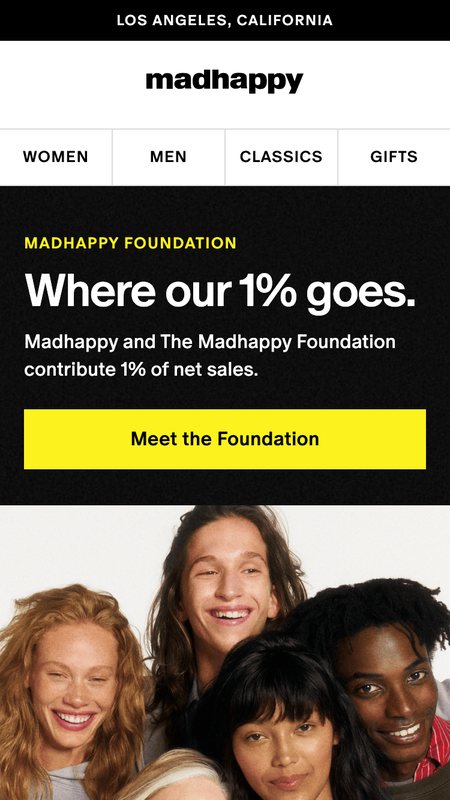 LOS ANGELES, CALIFORNIA
madhappy
WOMEN
MEN
CLASSICS
GIFTS
MADHAPPY FOUNDATION
Where our 1% goes.
Madhappy and The Madhappy Foundation
contribute 1% of net sales.
Meet the Foundation